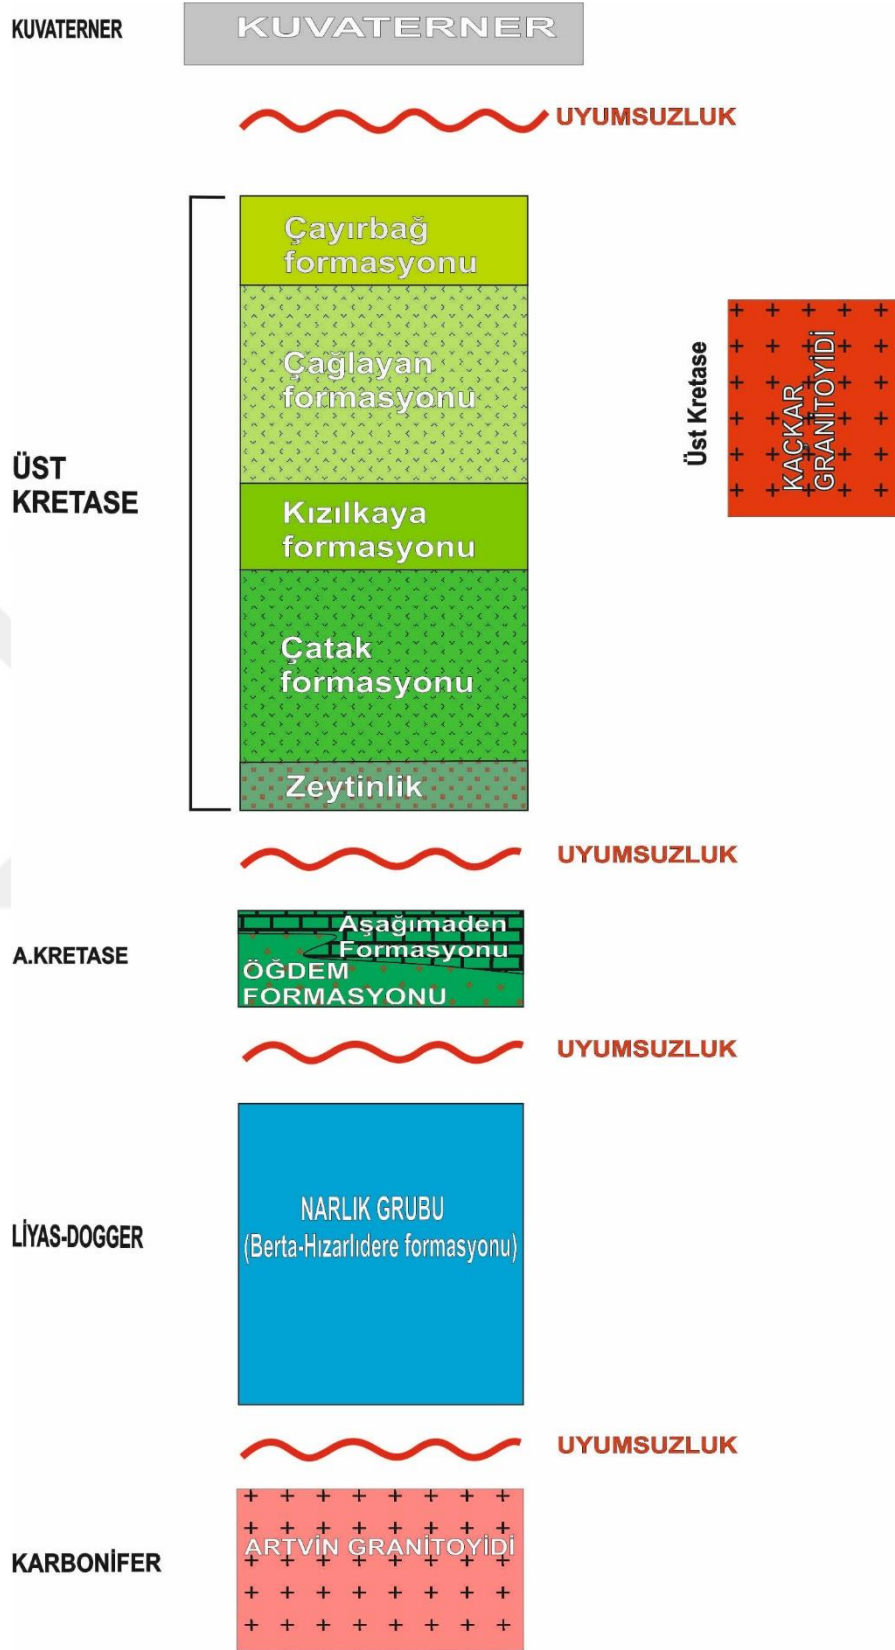 KUVATERNER
KUVATERNER
UYUMSUZLUK
Çayırbağ
formasyonu
Çağlayan
formasyonu
Üst Kretase
KAÇKAR
GRANİTOYİDİ
ÜST
KRETASE
Kızılkaya
formasyonu
Çatak
formasyonu
Zeytinlik
UYUMSUZLUK
A.KRETASE
Aşağımaden
Formasyonu
ÖĞDEM
FORMASYONU
UYUMSUZLUK
LİYAS-DOGGER
NARLIK GRUBU
(Berta-Hızarlıdere formasyonu)
UYUMSUZLUK
KARBONİFER
ARTVİN GRANİTOYİDİ